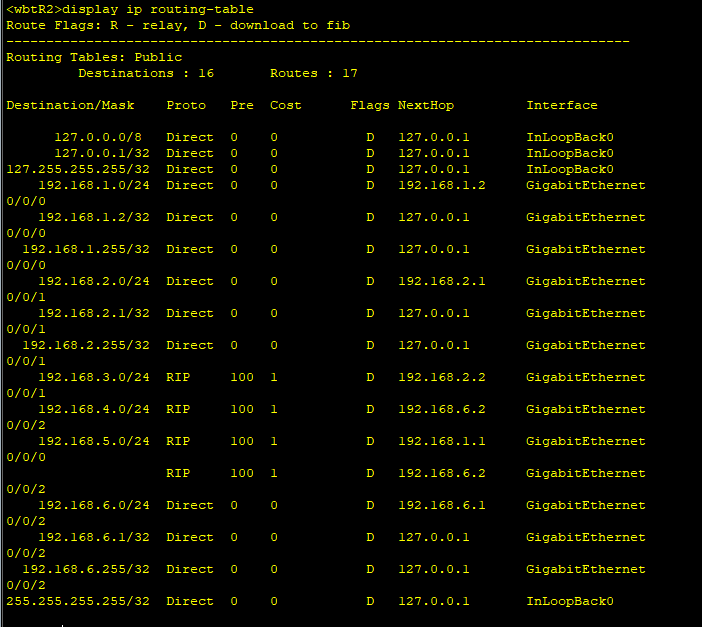 <wbtR2>display ip routing-table
Route Flags: R - relay, D - download to fib
------------------------------------------------------------------------------
Routing Tables: Public
         Destinations : 16       Routes : 17

Destination/Mask    Proto   Pre  Cost      Flags NextHop         Interface

      127.0.0.0/8   Direct  0    0           D   127.0.0.1       InLoopBack0
      127.0.0.1/32  Direct  0    0           D   127.0.0.1       InLoopBack0
127.255.255.255/32  Direct  0    0           D   127.0.0.1       InLoopBack0
    192.168.1.0/24  Direct  0    0           D   192.168.1.2     GigabitEthernet
0/0/0
    192.168.1.2/32  Direct  0    0           D   127.0.0.1       GigabitEthernet
0/0/0
  192.168.1.255/32  Direct  0    0           D   127.0.0.1       GigabitEthernet
0/0/0
    192.168.2.0/24  Direct  0    0           D   192.168.2.1     GigabitEthernet
0/0/1
    192.168.2.1/32  Direct  0    0           D   127.0.0.1       GigabitEthernet
0/0/1
  192.168.2.255/32  Direct  0    0           D   127.0.0.1       GigabitEthernet
0/0/1
    192.168.3.0/24  RIP     100  1           D   192.168.2.2     GigabitEthernet
0/0/1
    192.168.4.0/24  RIP     100  1           D   192.168.6.2     GigabitEthernet
0/0/2
    192.168.5.0/24  RIP     100  1           D   192.168.1.1     GigabitEthernet
0/0/0
                    RIP     100  1           D   192.168.6.2     GigabitEthernet
0/0/2
    192.168.6.0/24  Direct  0    0           D   192.168.6.1     GigabitEthernet
0/0/2
    192.168.6.1/32  Direct  0    0           D   127.0.0.1       GigabitEthernet
0/0/2
  192.168.6.255/32  Direct  0    0           D   127.0.0.1       GigabitEthernet
0/0/2
255.255.255.255/32  Direct  0    0           D   127.0.0.1       InLoopBack0